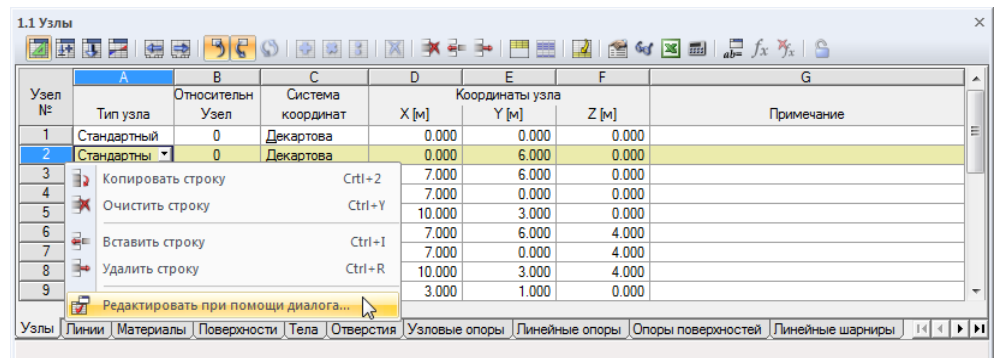 1.1 Узлы
A B C D E F G
Узел Относительн Система Координаты узла
№ Тип узла Узел координат X [м] Y [м] Z [м] Примечание
1 Стандартный 0 Декартова 0.000 0.000 0.000
2 Стандартны 0 Декартова 0.000 6.000 0.000
3 7.000 6.000 0.000
4 7.000 0.000 0.000
5 10.000 3.000 0.000
6 7.000 6.000 4.000
7 7.000 0.000 4.000
8 10.000 3.000 4.000
9 3.000 1.000 0.000
Копировать строку Crtl+2
Очистить строку Ctrl+Y
Вставить строку Ctrl+I
Удалить строку Ctrl+R
Редактировать при помощи диалога...
Узлы Линии Материалы Поверхности Тела Отверстия Узловые опоры Линейные опоры Опоры поверхностей Линейные шарниры